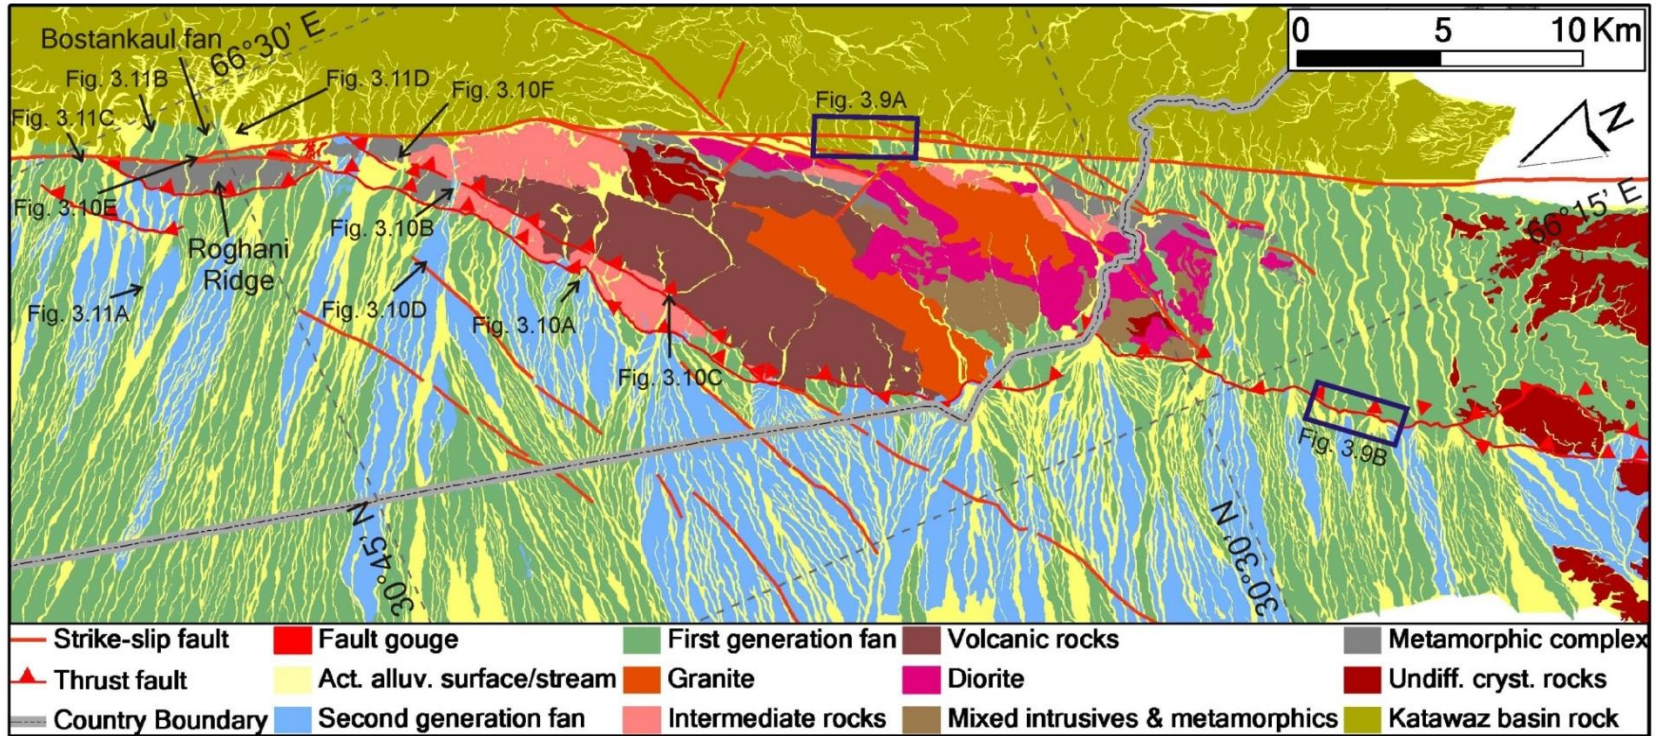 Bostankaul fan
66°30' E
0 5 10 Km
Fig. 3.11B
Fig. 3.11D
Fig. 3.10F
Fig. 3.9A
Fig. 3.11C
N
Fig. 3.10E
Fig. 3.10B
66°15' E
Roghani
Ridge
Fig. 3.11A
Fig. 3.10D
Fig. 3.10A
Fig. 3.10C
Fig. 3.9B
30°45' N
30°30' N
Strike-slip fault
Fault gouge
First generation fan
Volcanic rocks
Metamorphic complex
Thrust fault
Act. alluv. surface/stream
Granite
Diorite
Undiff. cryst. rocks
Country Boundary
Second generation fan
Intermediate rocks
Mixed intrusives & metamorphics
Katawaz basin rock